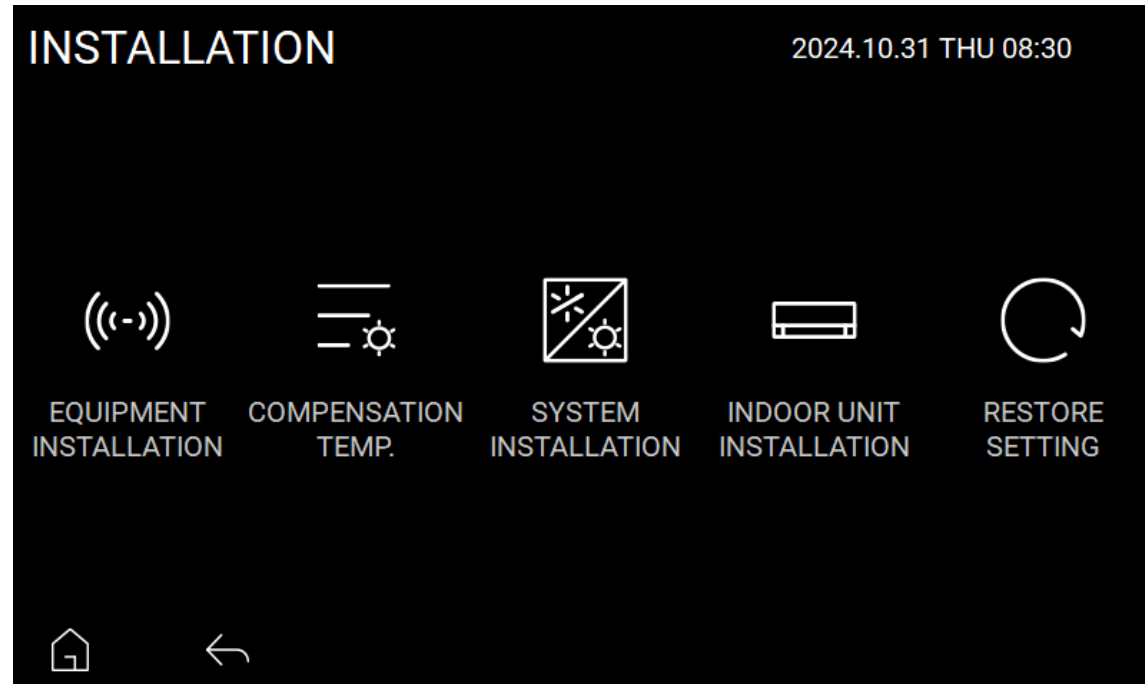 INSTALLATION
2024.10.31 THU 08:30
EQUIPMENT
INSTALLATION
COMPENSATION
TEMP.
SYSTEM
INSTALLATION
INDOOR UNIT
INSTALLATION
RESTORE
SETTING